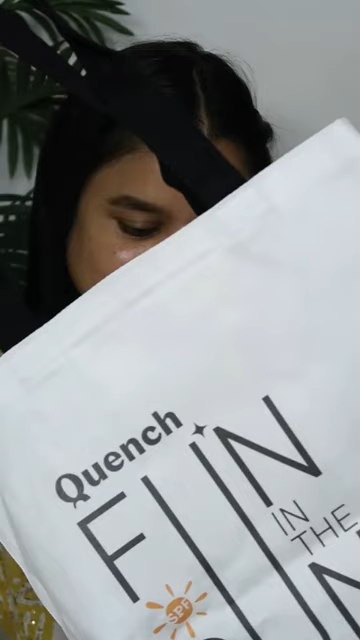 Quench
FUN
IN
THE
SPF